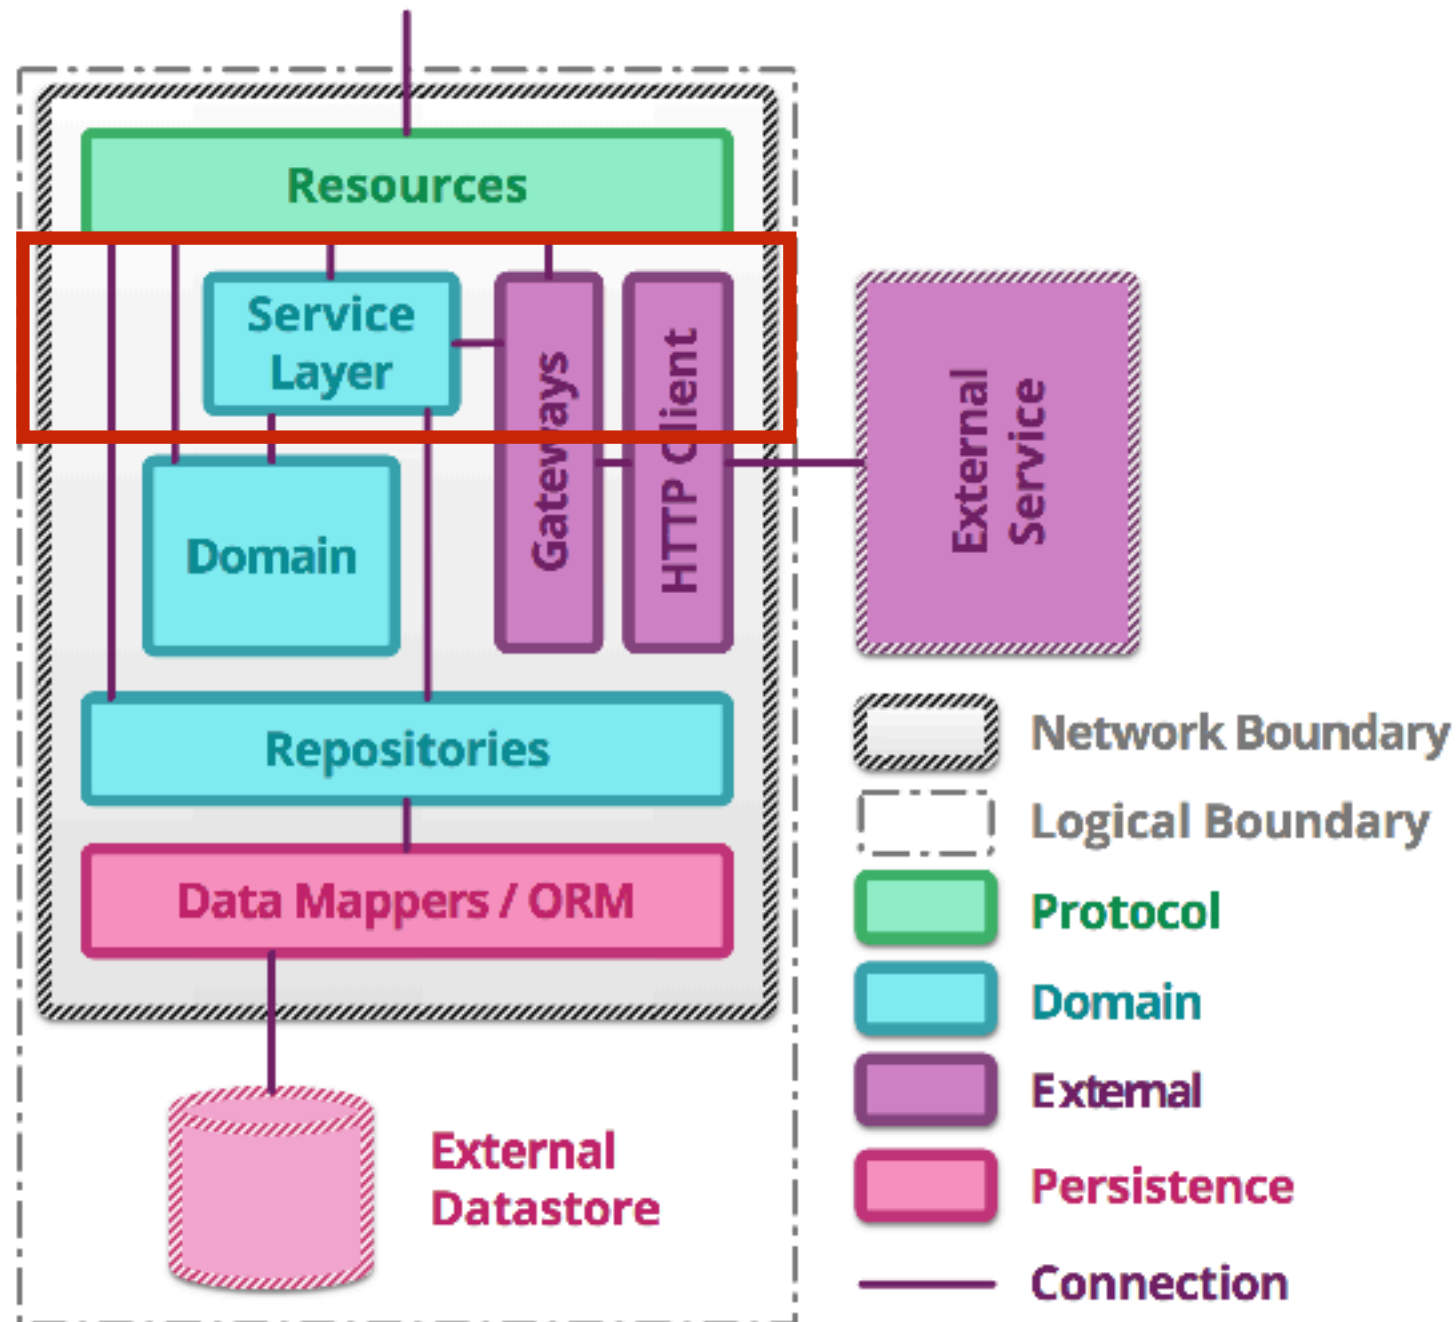 Resources
Service
Layer
Gateways
HTTP Client
External
Service
Domain
Repositories
Data Mappers / ORM
External
Datastore
Network Boundary
Logical Boundary
Protocol
Domain
External
Persistence
Connection